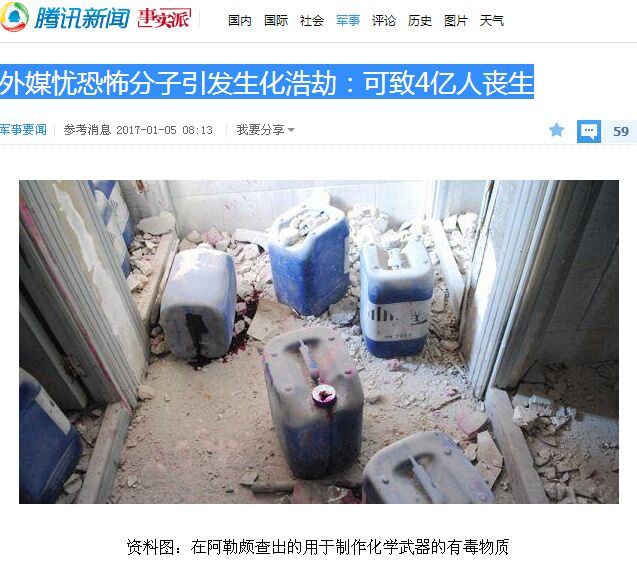 腾讯新闻 事实派 国内 国际 社会 军事 评论 历史 图片 天气
外媒忧恐怖分子引发生化浩劫：可致4亿人丧生
军事要闻 参考消息 2017-01-05 08:13 我要分享 59
资料图：在阿勒颇查出的用于制作化学武器的有毒物质